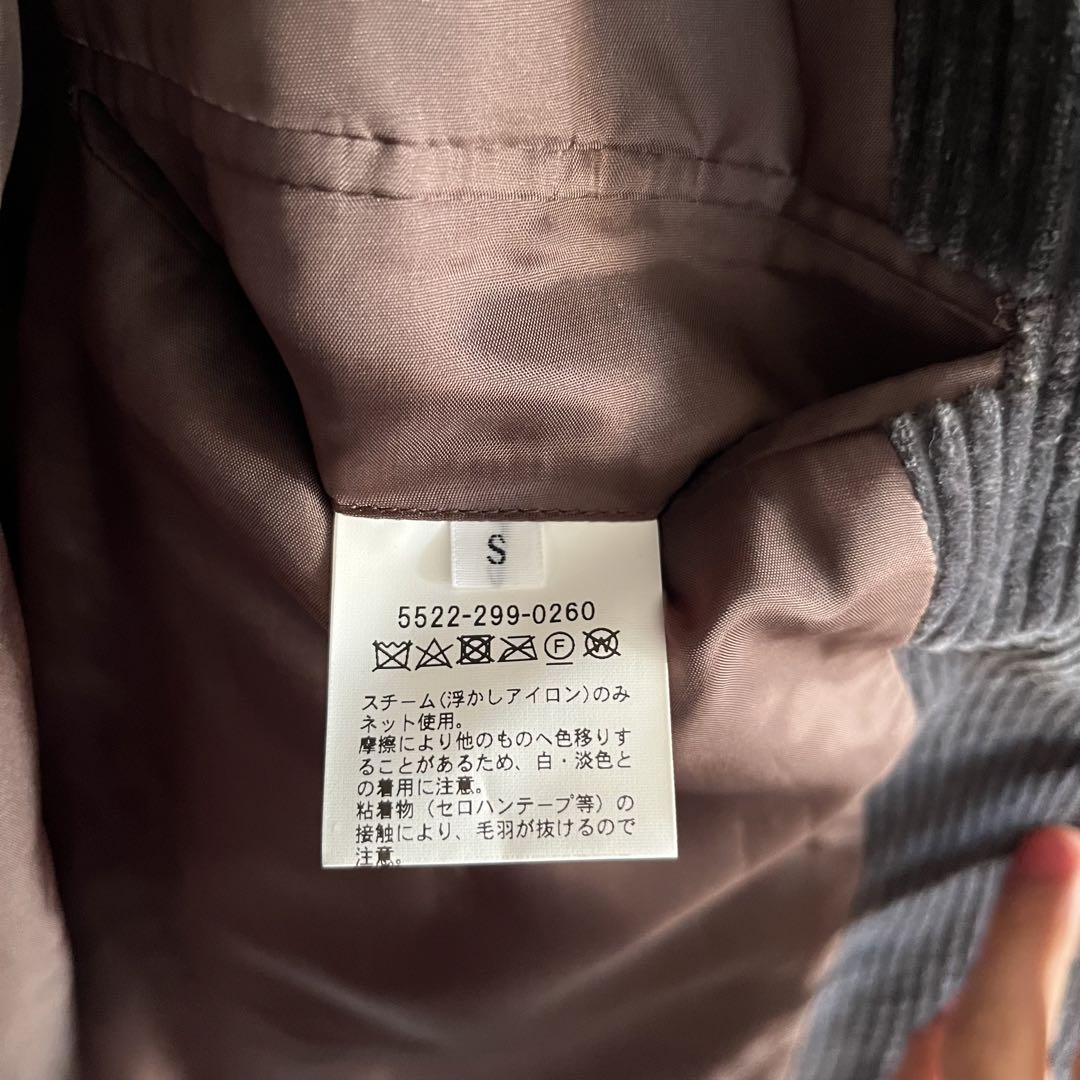 S
5522-299-0260
F W
スチーム(浮かしアイロン)のみ
ネット使用。
摩擦により他のものへ色移りす
ることがあるため、白・淡色と
の着用に注意。
粘着物(セロハンテープ等)の
接触により、毛羽が抜けるので
注意。